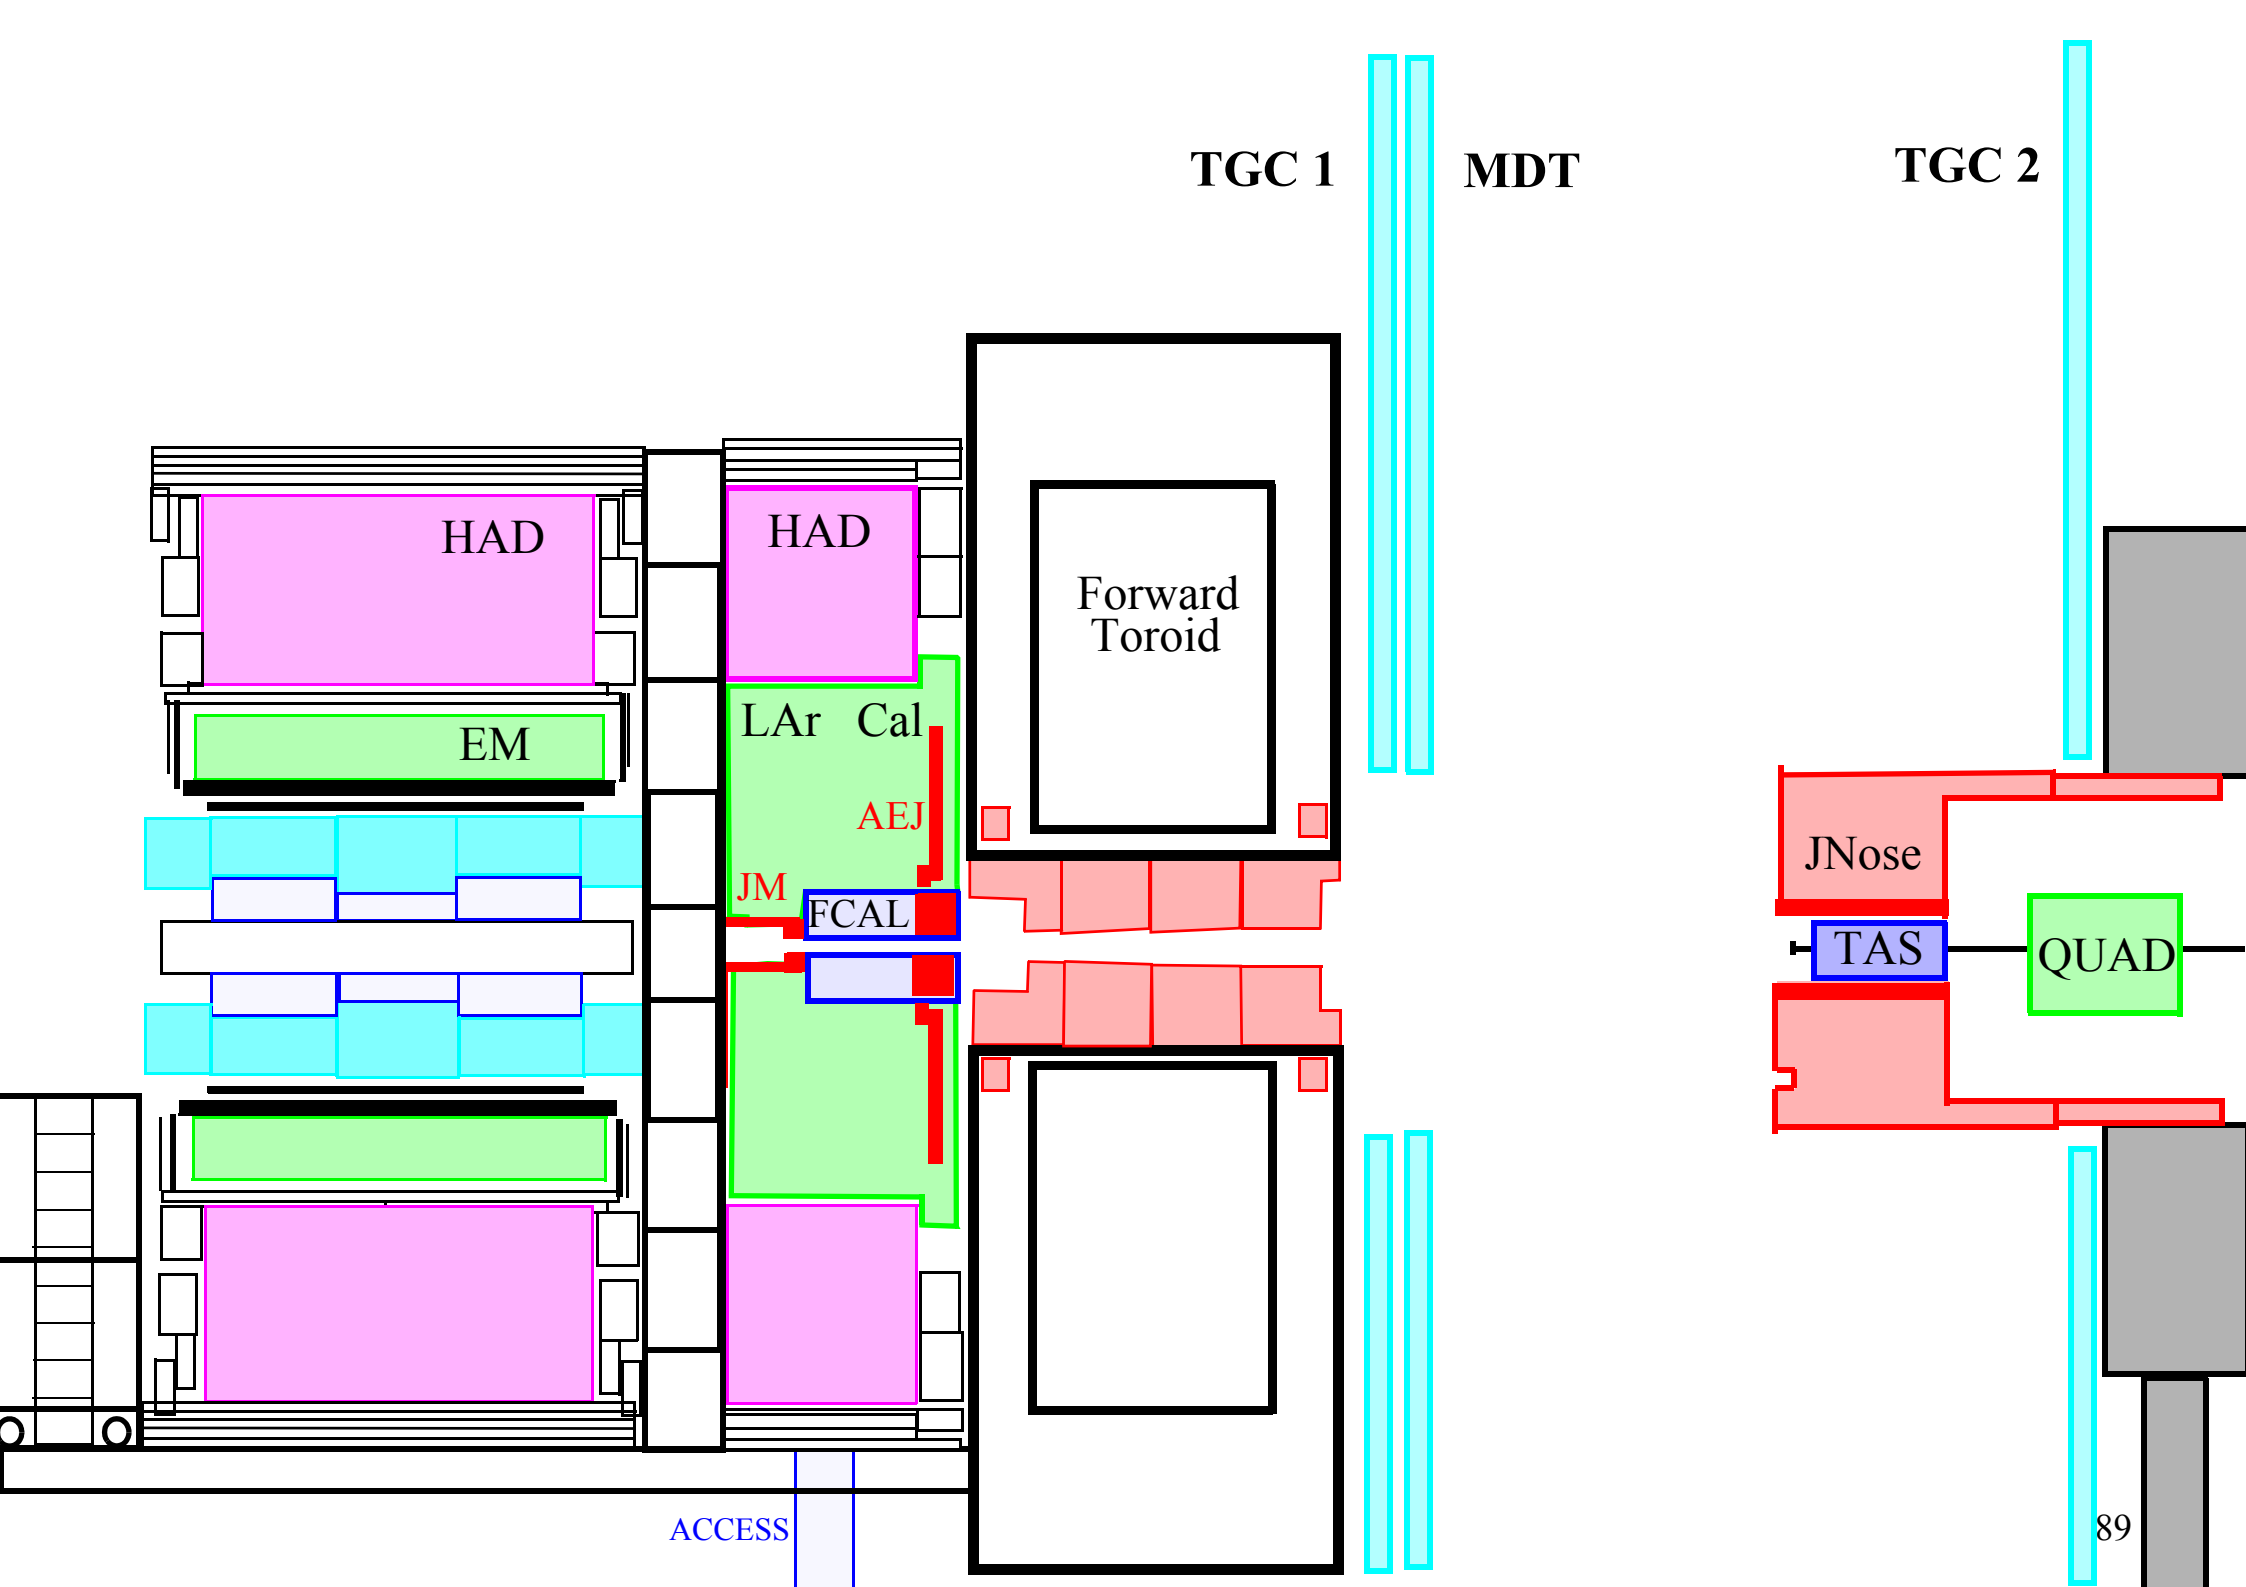 TGC 1
MDT
TGC 2
HAD
HAD
Forward
Toroid
LAr Cal
EM
AEJ
JM
FCAL
JNose
TAS
QUAD
ACCESS
89